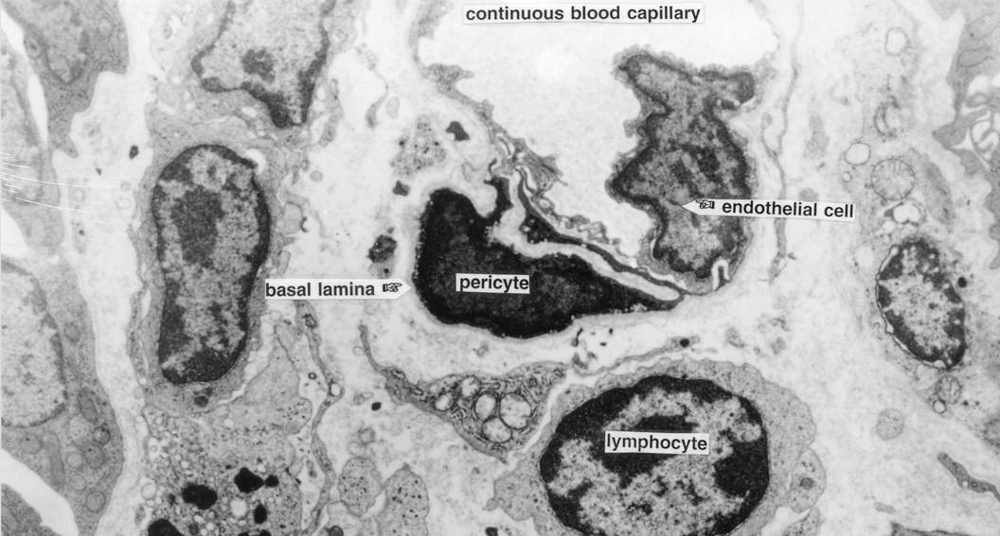 continuous blood capillary
endothelial cell
basal lamina
pericyte
lymphocyte